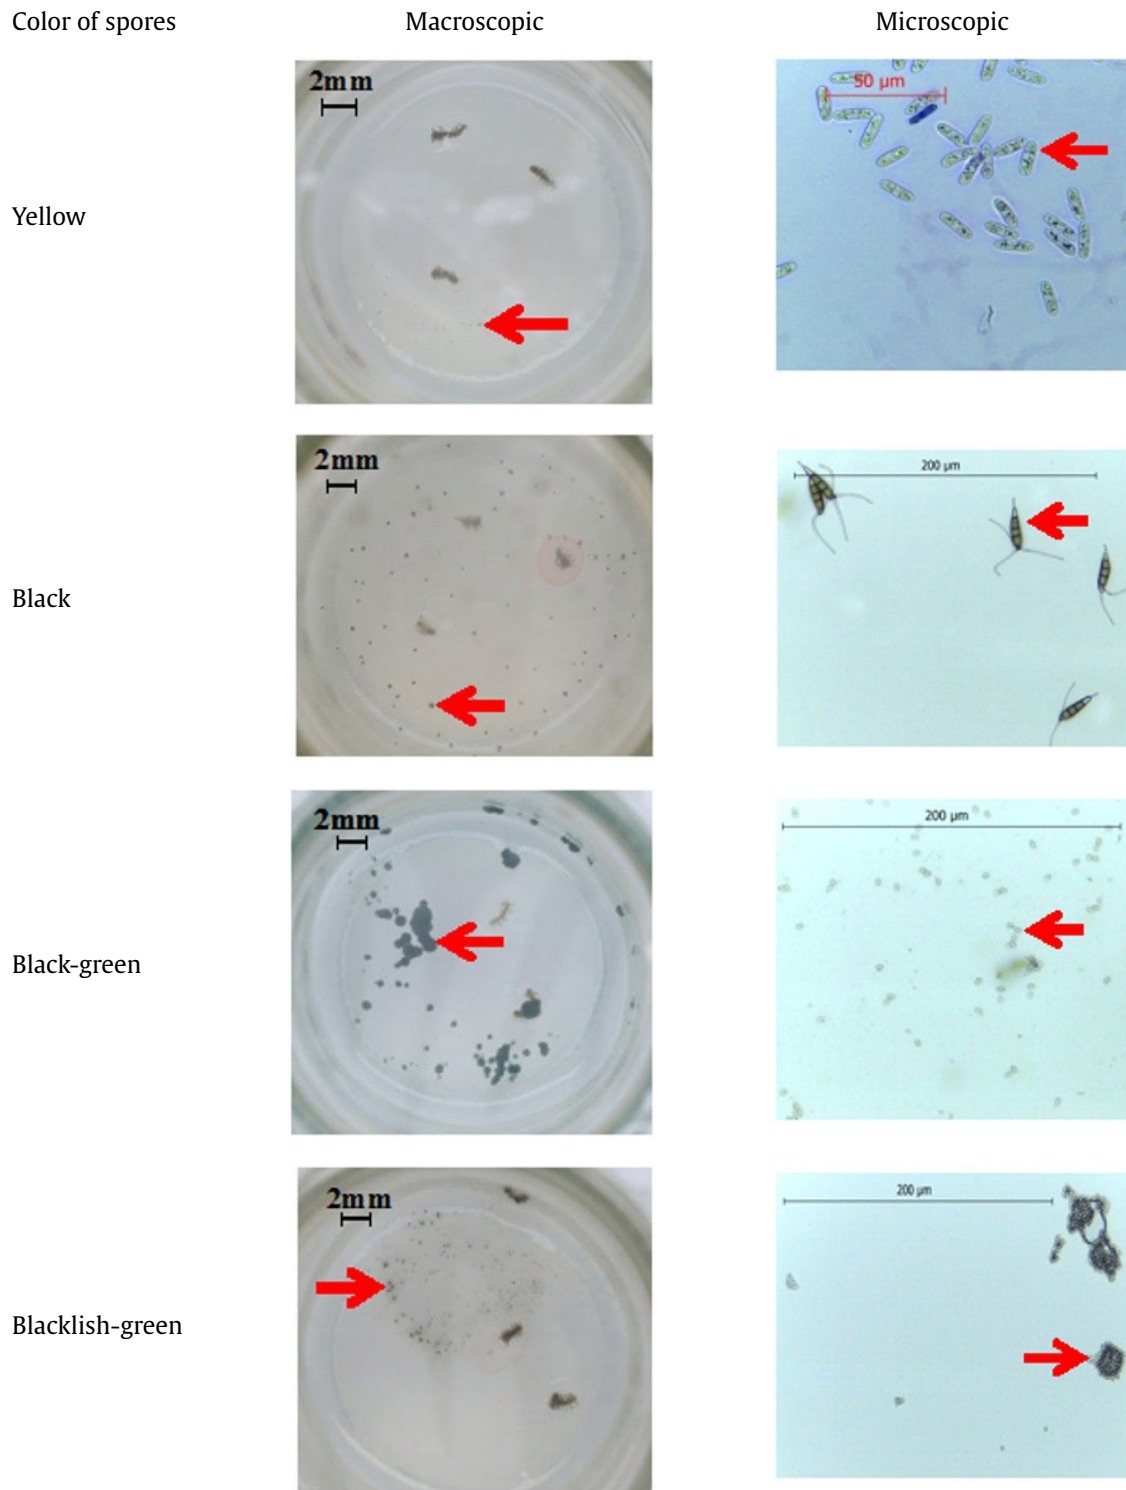 Color of spores Macroscopic Microscopic
2mm 50 µm
Yellow
2mm 200 µm
Black
2mm 200 µm
Black-green
2mm 200 µm
Blacklish-green